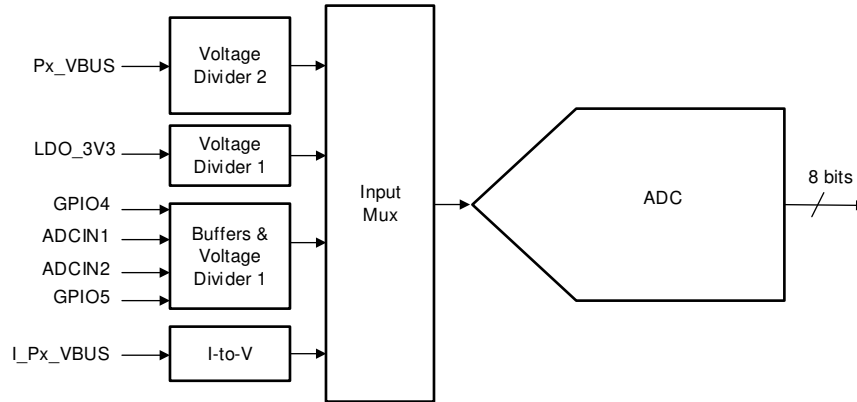 Px_VBUS
Voltage
Divider 2
LDO_3V3
Voltage
Divider 1
GPIO4
ADCIN1
ADCIN2
GPIO5
Buffers &
Voltage
Divider 1
I_Px_VBUS
I-to-V
Input
Mux
ADC
8 bits